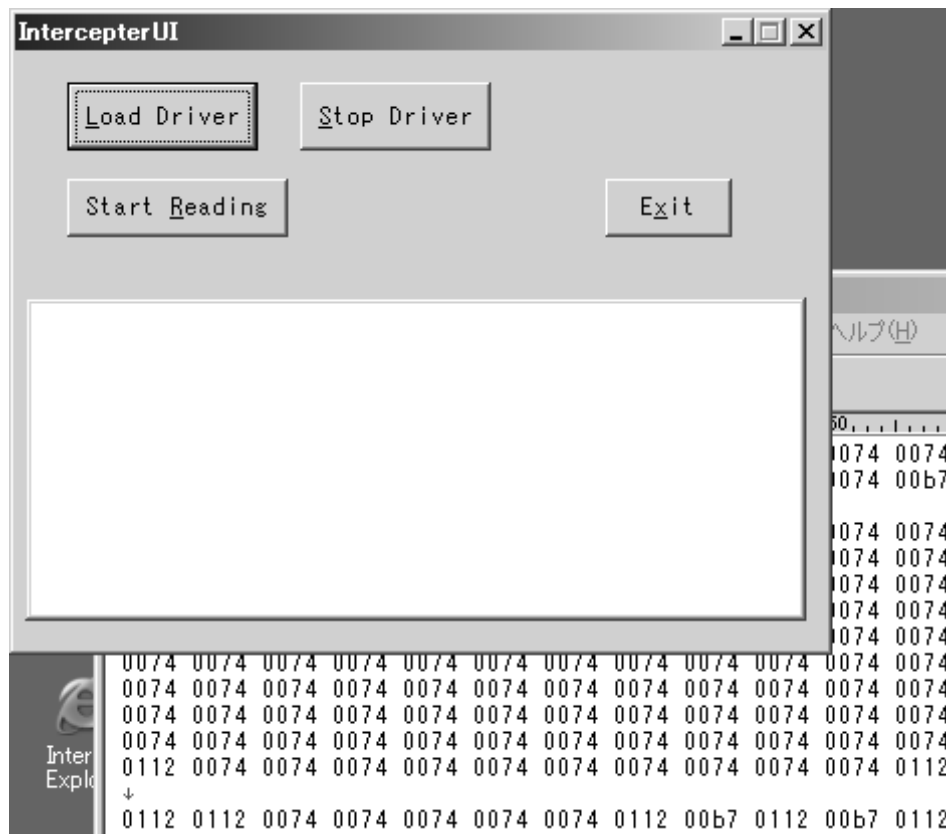 IntercepterUI
Load Driver
Stop Driver
Start Reading
Exit
ヘルプ(H)
074 0074
074 00b7
074 0074
074 0074
074 0074
074 0074
074 0074
0074 0074 0074 0074 0074 0074 0074 0074 0074 0074 0074 0074
0074 0074 0074 0074 0074 0074 0074 0074 0074 0074 0074 0074
0074 0074 0074 0074 0074 0074 0074 0074 0074 0074 0074 0074
0074 0074 0074 0074 0074 0074 0074 0074 0074 0074 0074 0074
0112 0074 0074 0074 0074 0074 0074 0074 0074 0074 0074 0112
↓
0112 0112 0074 0074 0074 0074 0074 0112 00b7 0112 00b7 0112
Inter
Explo